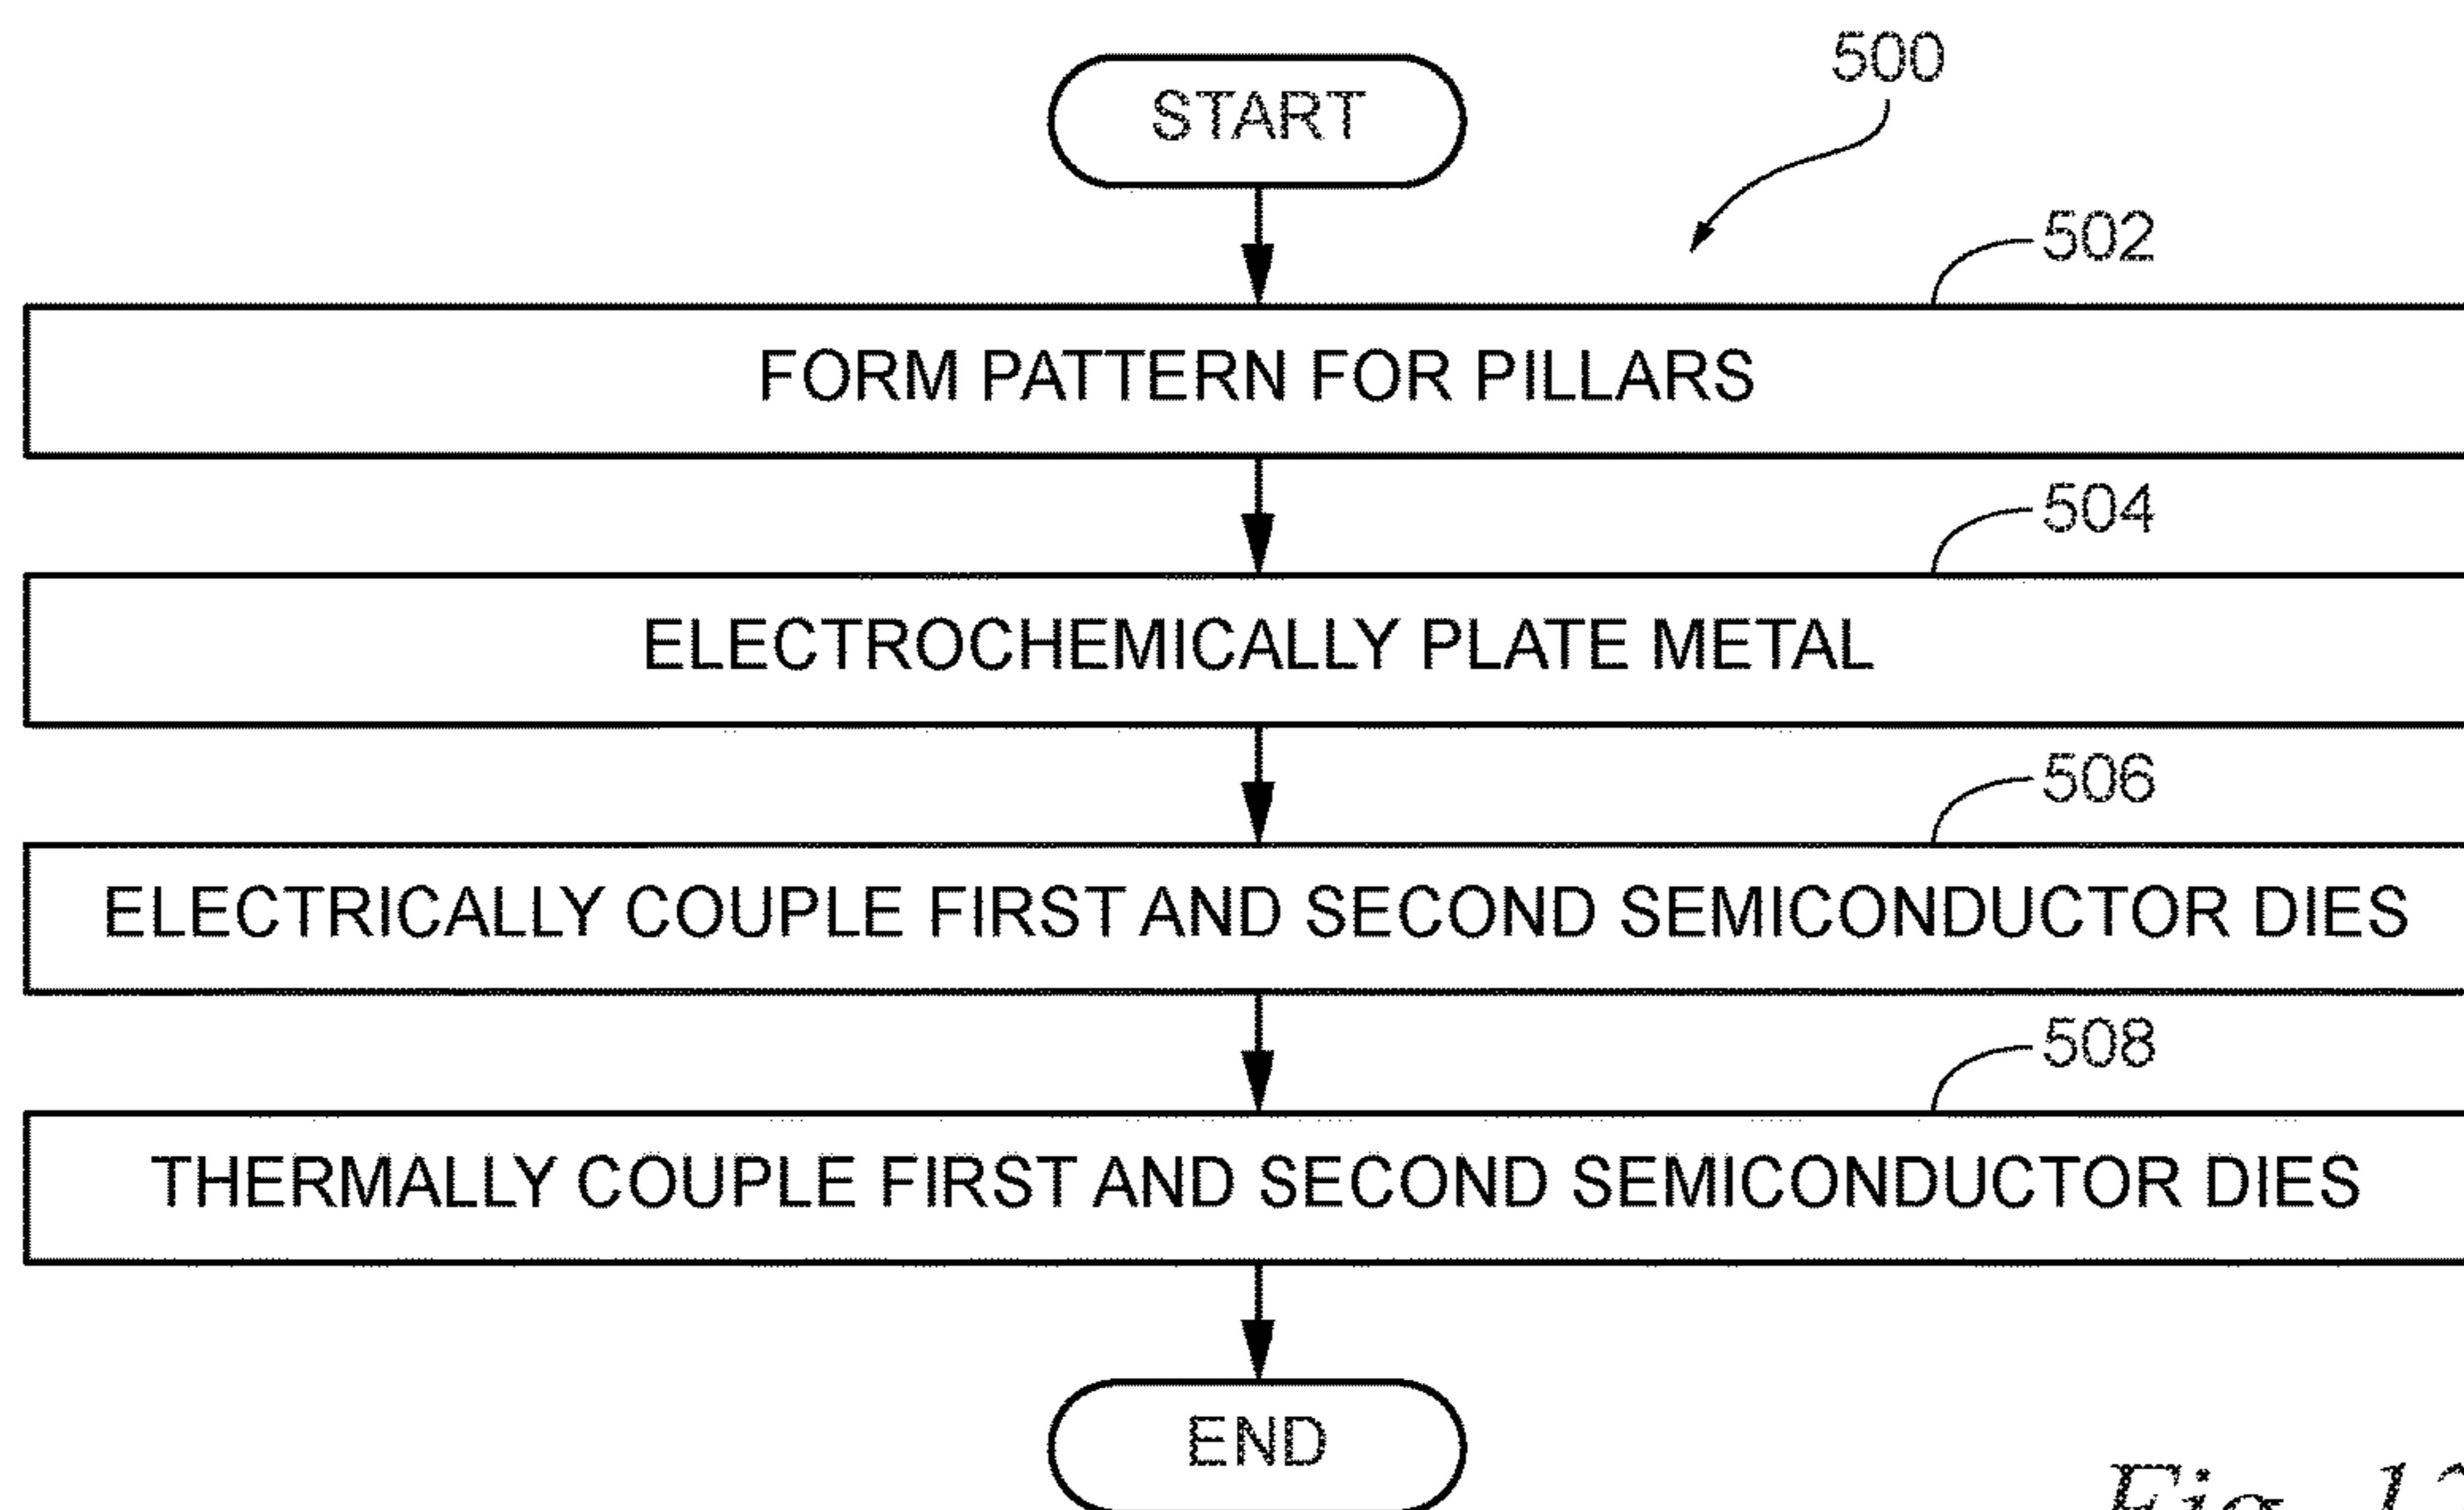 START
500
502
FORM PATTERN FOR PILLARS
504
ELECTROCHEMICALLY PLATE METAL
506
ELECTRICALLY COUPLE FIRST AND SECOND SEMICONDUCTOR DIES
508
THERMALLY COUPLE FIRST AND SECOND SEMICONDUCTOR DIES
END
Fig.